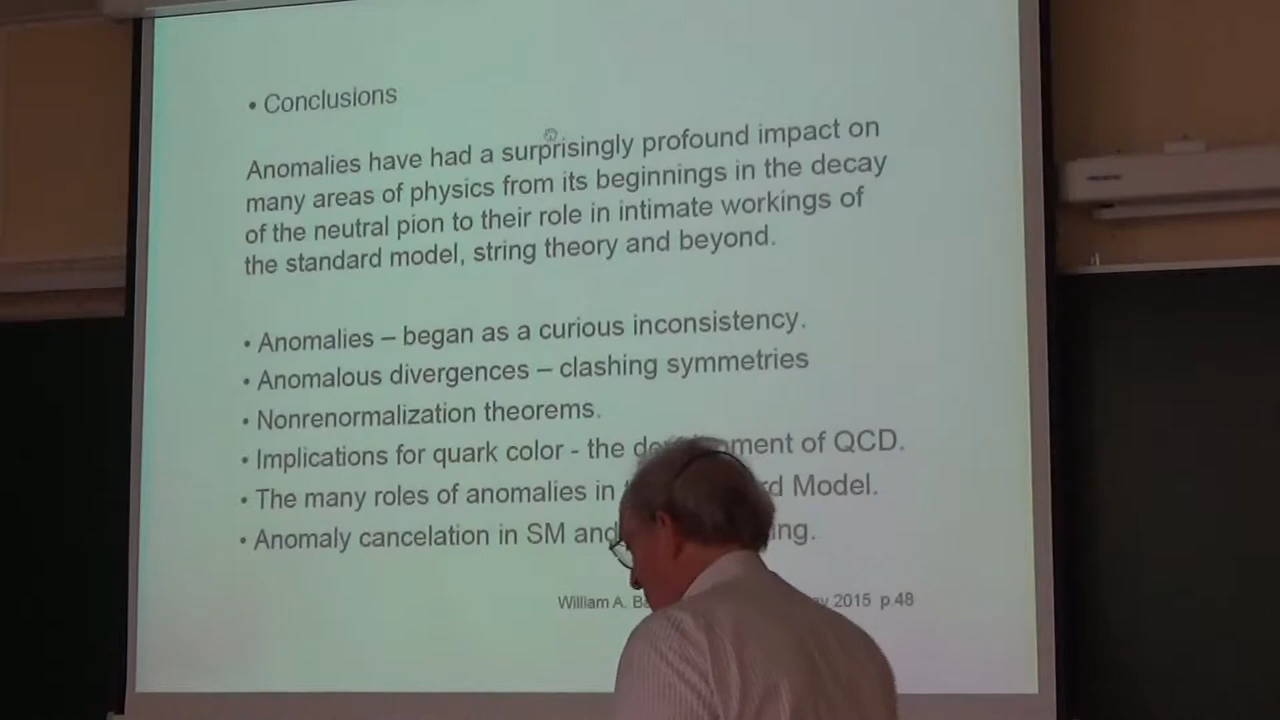 • Conclusions
Anomalies have had a surprisingly profound impact on
many areas of physics from its beginnings in the decay
of the neutral pion to their role in intimate workings of
the standard model, string theory and beyond.
• Anomalies – began as a curious inconsistency.
• Anomalous divergences – clashing symmetries
• Nonrenormalization theorems.
• Implications for quark color - the of QCD.
• The many roles of anomalies in Model.
• Anomaly cancelation in SM and
William A. 2015 p.48